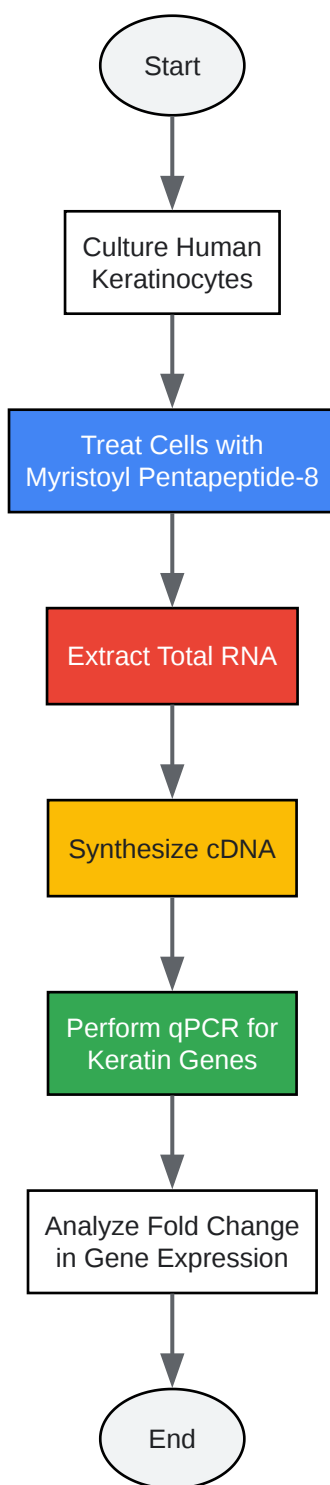 Start
Culture Human
Keratinocytes
Treat Cells with
Myristoyl Pentapeptide-8
Extract Total RNA
Synthesize cDNA
Perform qPCR for
Keratin Genes
Analyze Fold Change
in Gene Expression
End